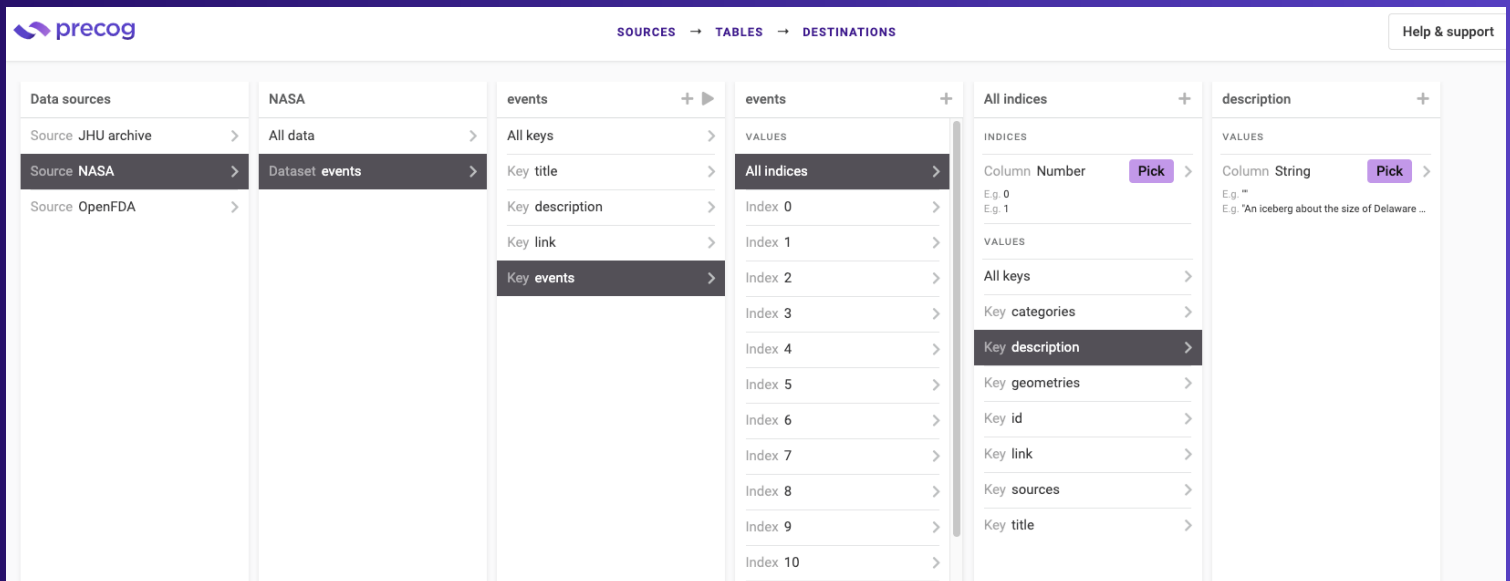 precog
SOURCES → TABLES → DESTINATIONS
Help & support
Data sources
Source JHU archive
Source NASA
Source OpenFDA
NASA
All data
Dataset events
events
All keys
Key title
Key description
Key link
Key events
events
VALUES
All indices
Index 0
Index 1
Index 2
Index 3
Index 4
Index 5
Index 6
Index 7
Index 8
Index 9
Index 10
All indices
INDICES
Column Number Pick
E.g. 0
E.g. 1
VALUES
All keys
Key categories
Key description
Key geometries
Key id
Key link
Key sources
Key title
description
VALUES
Column String Pick
E.g. ""
E.g. "An iceberg about the size of Delaware ...